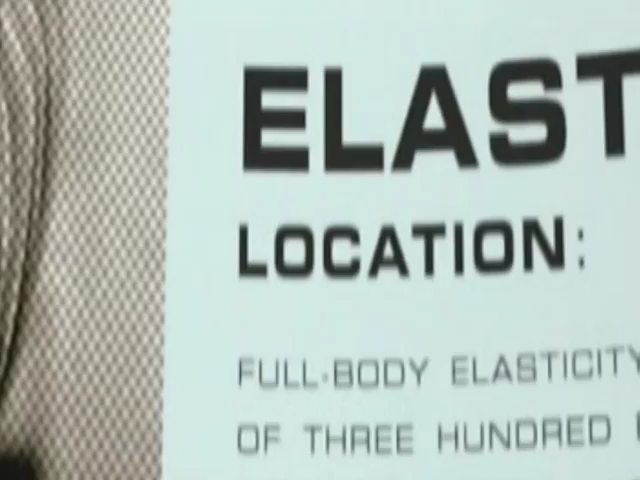 ELAST
LOCATION:
FULL-BODY ELASTICITY
OF THREE HUNDRED